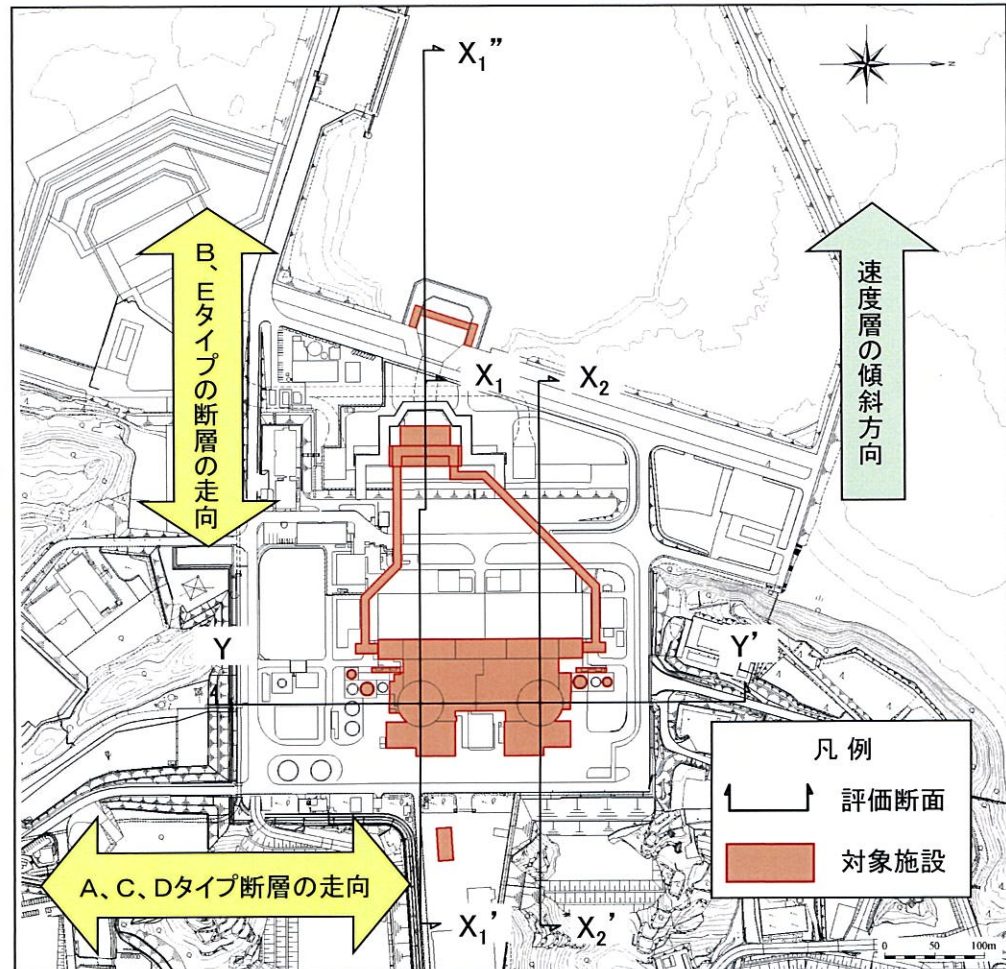 X₁”
N
B、Eタイプの断層の走向
速度層の傾斜方向
X₁
X₂
Y
Y’
凡例
評価断面
対象施設
A、C、Dタイプ断層の走向
X₁’
X₂’
0 50 100m